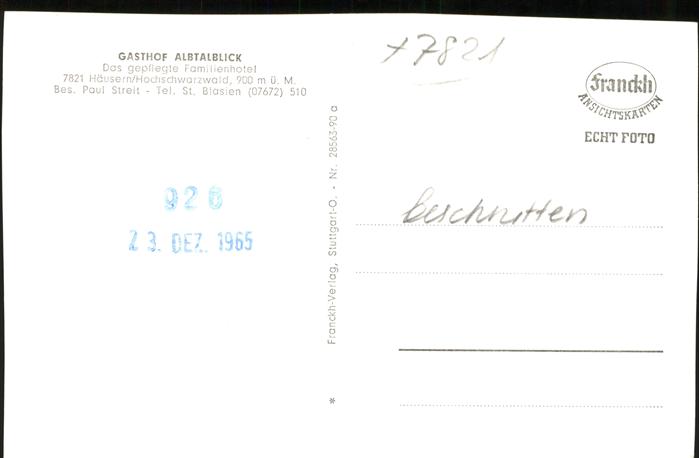 GASTHOF ALBTALBLICK
Das gepflegte Familienhotel
7821 Häusern/Hochschwarzwald, 900 m ü. M.
Bes. Paul Streit - Tel. St. Blasien (07672) 510
926
23. DEZ. 1965
Franckh-Verlag, Stuttgart-O. - Nr. 28563-90 a
*
+7821
Franckh
ANSICHTSKARTEN
ECHT FOTO
beschnitten